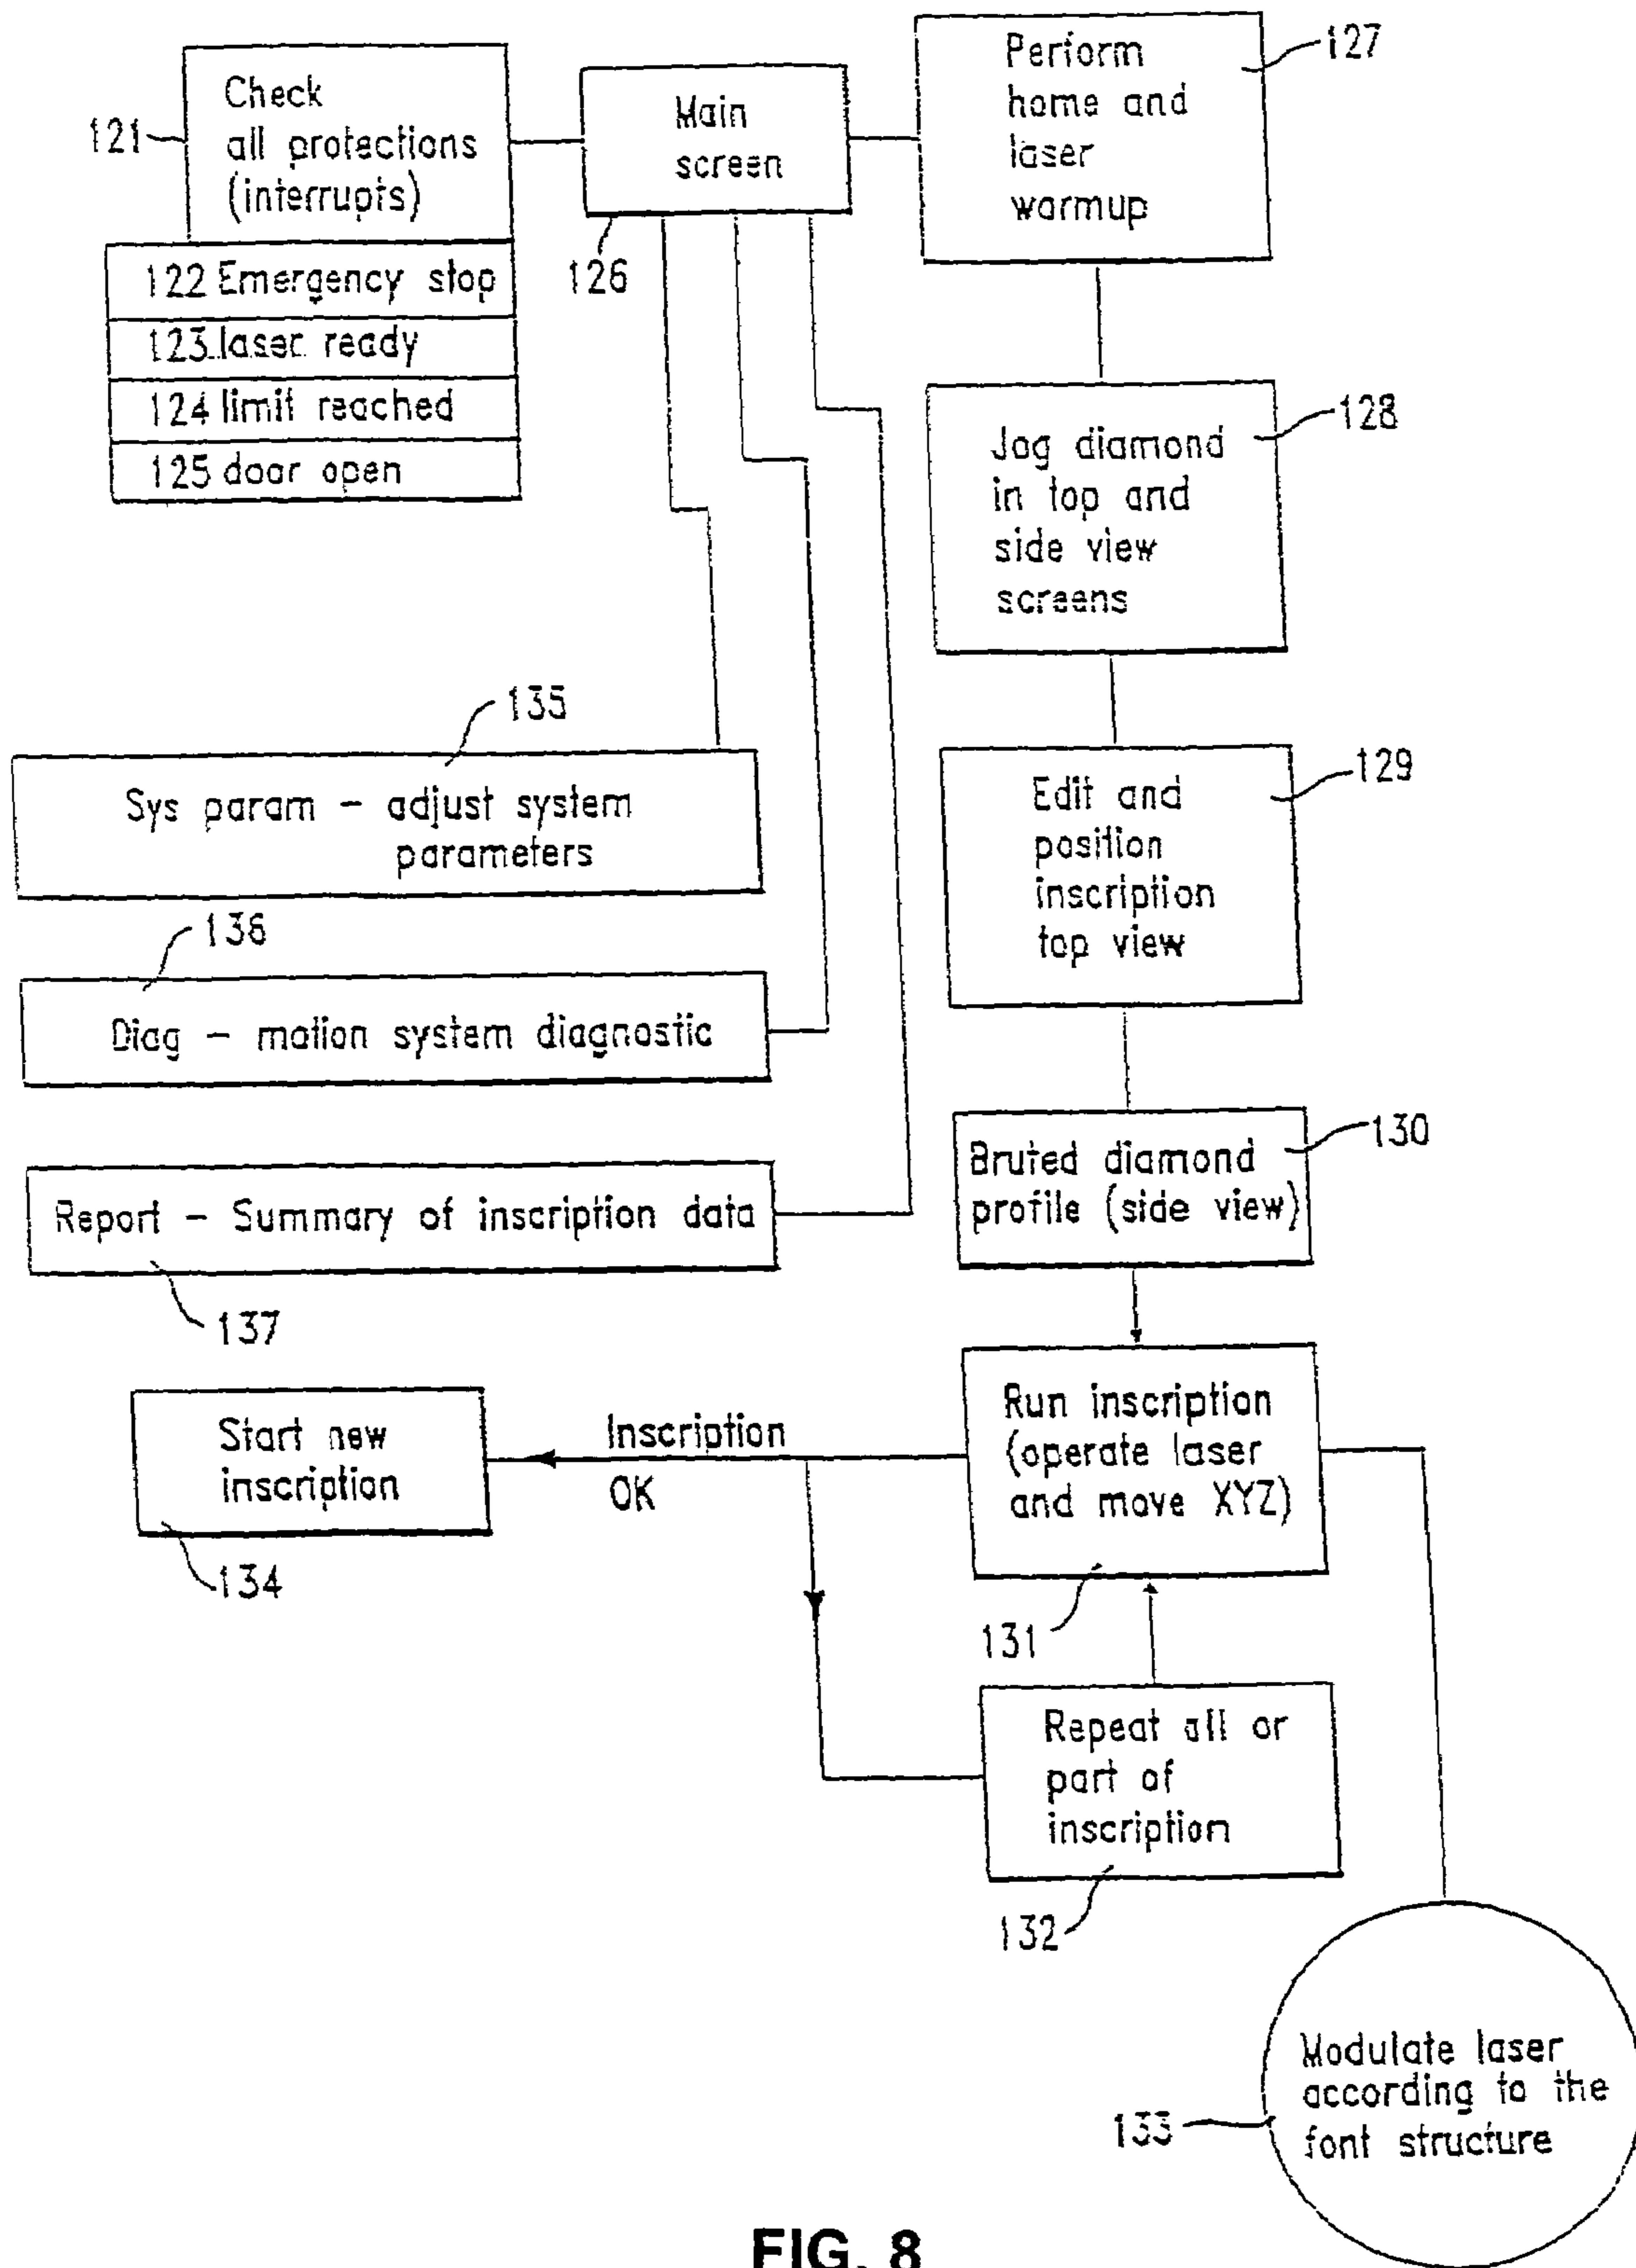 121
Check
all protections
(interrupts)
122 Emergency stop
123 laser ready
124 limit reached
125 door open
Main
screen
126
Perform
home and
laser
warmup
127
Jog diamond
in top and
side view
screens
128
Edit and
position
inscription
top view
129
Bruted diamond
profile (side view)
130
135
Sys param - adjust system
parameters
136
Diag - motion system diagnostic
Report - Summary of inscription data
137
Start new
inscription
134
Inscription
OK
Run inscription
(operate laser
and move XYZ)
131
Repeat all or
part of
inscription
132
Modulate laser
according to the
font structure
133
FIG. 8